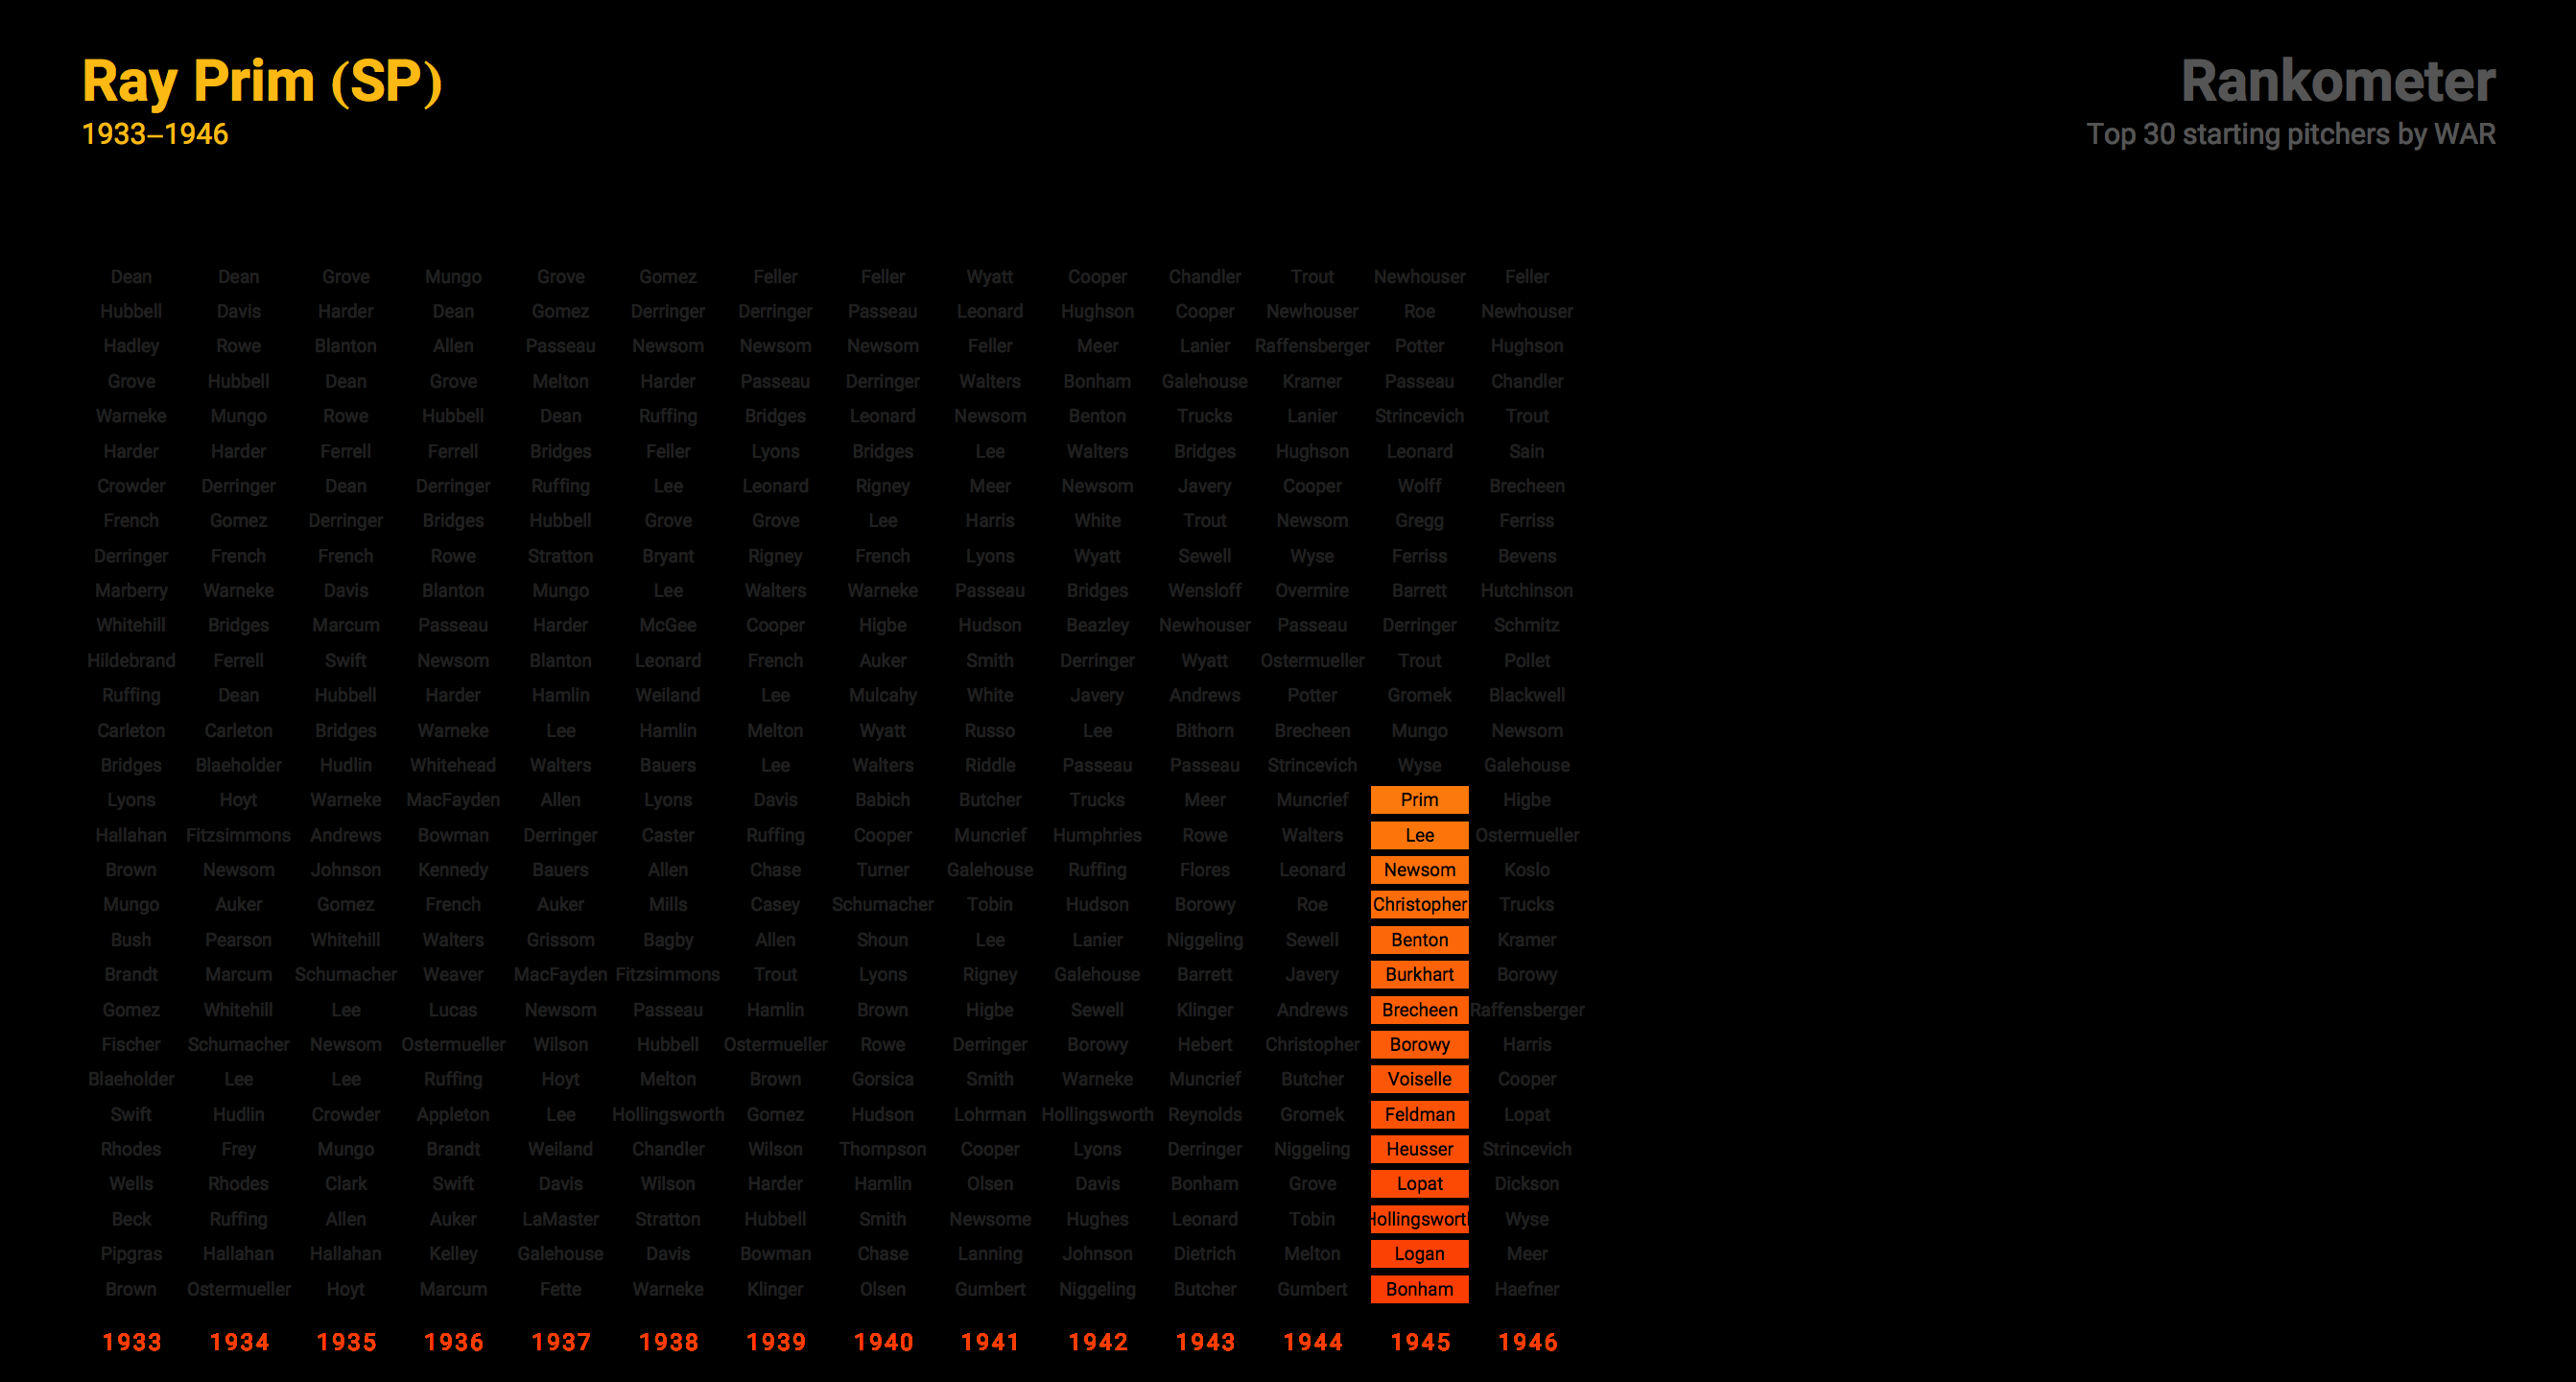 Ray Prim (SP)
1933–1946
Rankometer
Top 30 starting pitchers by WAR
Dean Dean Grove Mungo Grove Gomez Feller Feller Wyatt Cooper Chandler Trout Newhouser Feller
Hubbell Davis Harder Dean Gomez Derringer Derringer Passeau Leonard Hughson Cooper Newhouser Roe Newhouser
Hadley Rowe Blanton Allen Passeau Newsom Newsom Newsom Feller Meer Lanier Raffensberger Potter Hughson
Grove Hubbell Dean Grove Melton Harder Passeau Derringer Walters Bonham Galehouse Kramer Passeau Chandler
Warneke Mungo Rowe Hubbell Dean Ruffing Bridges Leonard Newsom Benton Trucks Lanier Strincevich Trout
Harder Harder Ferrell Ferrell Bridges Feller Lyons Bridges Lee Walters Bridges Hughson Leonard Sain
Crowder Derringer Dean Derringer Ruffing Lee Leonard Rigney Meer Newsom Javery Cooper Wolff Brecheen
French Gomez Derringer Bridges Hubbell Grove Grove Lee Harris White Trout Newsom Gregg Ferriss
Derringer French French Rowe Stratton Bryant Rigney French Lyons Wyatt Sewell Wyse Ferriss Bevens
Marberry Warneke Davis Blanton Mungo Lee Walters Warneke Passeau Bridges Wensloff Overmire Barrett Hutchinson
Whitehill Bridges Marcum Passeau Harder McGee Cooper Higbe Hudson Beazley Newhouser Passeau Derringer Schmitz
Hildebrand Ferrell Swift Newsom Blanton Leonard French Auker Smith Derringer Wyatt Ostermueller Trout Pollet
Ruffing Dean Hubbell Harder Hamlin Weiland Lee Mulcahy White Javery Andrews Potter Gromek Blackwell
Carleton Carleton Bridges Warneke Lee Hamlin Melton Wyatt Russo Lee Bithorn Brecheen Mungo Newsom
Bridges Blaeholder Hudlin Whitehead Walters Bauers Lee Walters Riddle Passeau Passeau Strincevich Wyse Galehouse
Lyons Hoyt Warneke MacFayden Allen Lyons Davis Babich Butcher Trucks Meer Muncrief Prim Higbe
Hallahan Fitzsimmons Andrews Bowman Derringer Caster Ruffing Cooper Muncrief Humphries Rowe Walters Lee Ostermueller
Brown Newsom Johnson Kennedy Bauers Allen Chase Turner Galehouse Ruffing Flores Leonard Newsom Koslo
Mungo Auker Gomez French Auker Mills Casey Schumacher Tobin Hudson Borowy Roe Christopher Trucks
Bush Pearson Whitehill Walters Grissom Bagby Allen Shoun Lee Lanier Niggeling Sewell Benton Kramer
Brandt Marcum Schumacher Weaver MacFayden Fitzsimmons Trout Lyons Rigney Galehouse Barrett Javery Burkhart Borowy
Gomez Whitehill Lee Lucas Newsom Passeau Hamlin Brown Higbe Sewell Klinger Andrews Brecheen Raffensberger
Fischer Schumacher Newsom Ostermueller Wilson Hubbell Ostermueller Rowe Derringer Borowy Hebert Christopher Borowy Harris
Blaeholder Lee Lee Ruffing Hoyt Melton Brown Gorsica Smith Warneke Muncrief Butcher Voiselle Cooper
Swift Hudlin Crowder Appleton Lee Hollingsworth Gomez Hudson Lohrman Hollingsworth Reynolds Gromek Feldman Lopat
Rhodes Frey Mungo Brandt Weiland Chandler Wilson Thompson Cooper Lyons Derringer Niggeling Heusser Strincevich
Wells Rhodes Clark Swift Davis Wilson Harder Hamlin Olsen Davis Bonham Grove Lopat Dickson
Beck Ruffing Allen Auker LaMaster Stratton Hubbell Smith Newsome Hughes Leonard Tobin Hollingsworth Wyse
Pipgras Hallahan Hallahan Kelley Galehouse Davis Bowman Chase Lanning Johnson Dietrich Melton Logan Meer
Brown Ostermueller Hoyt Marcum Fette Warneke Klinger Olsen Gumbert Niggeling Butcher Gumbert Bonham Haefner
1933 1934 1935 1936 1937 1938 1939 1940 1941 1942 1943 1944 1945 1946